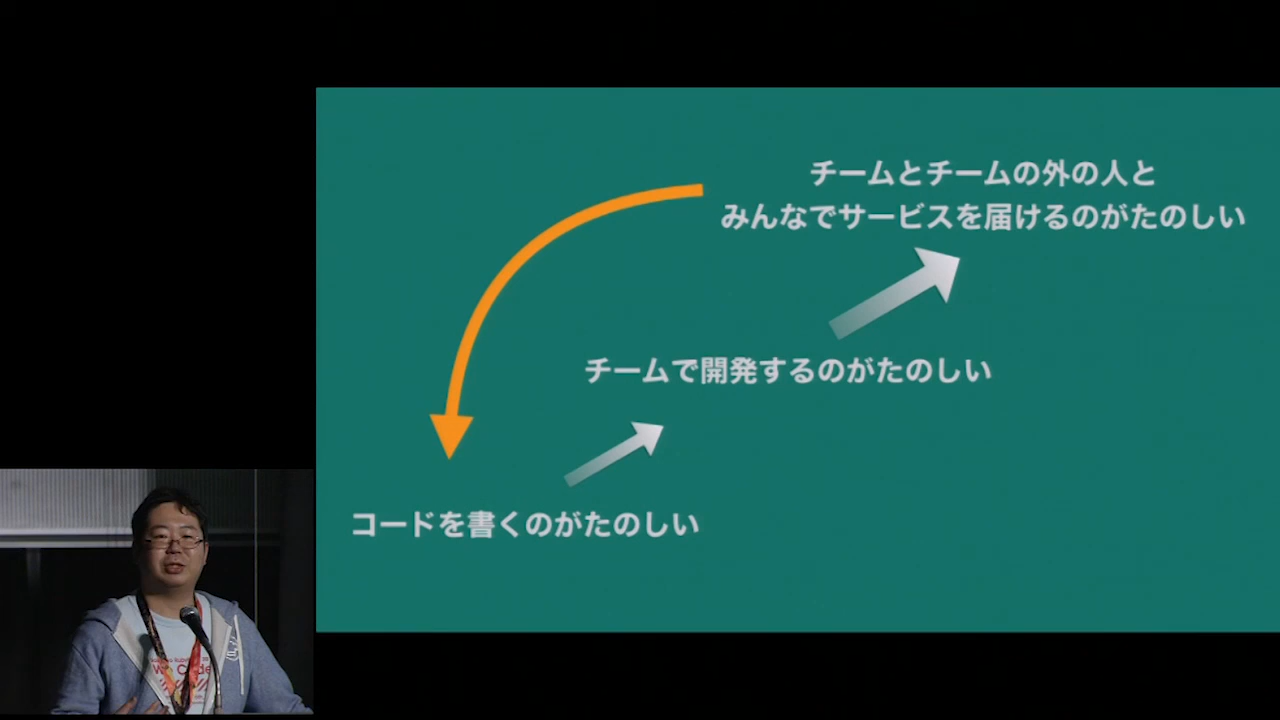 チームとチームの外の人と
みんなでサービスを届けるのがたのしい
チームで開発するのがたのしい
コードを書くのがたのしい